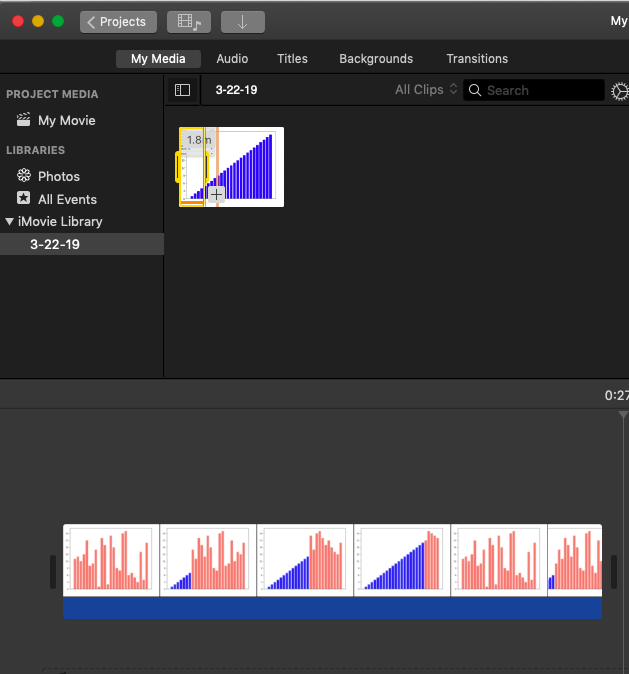 Projects
My
My Media
Audio
Titles
Backgrounds
Transitions
PROJECT MEDIA
My Movie
LIBRARIES
Photos
All Events
iMovie Library
3-22-19
3-22-19
All Clips
Search
1.8m
0:27